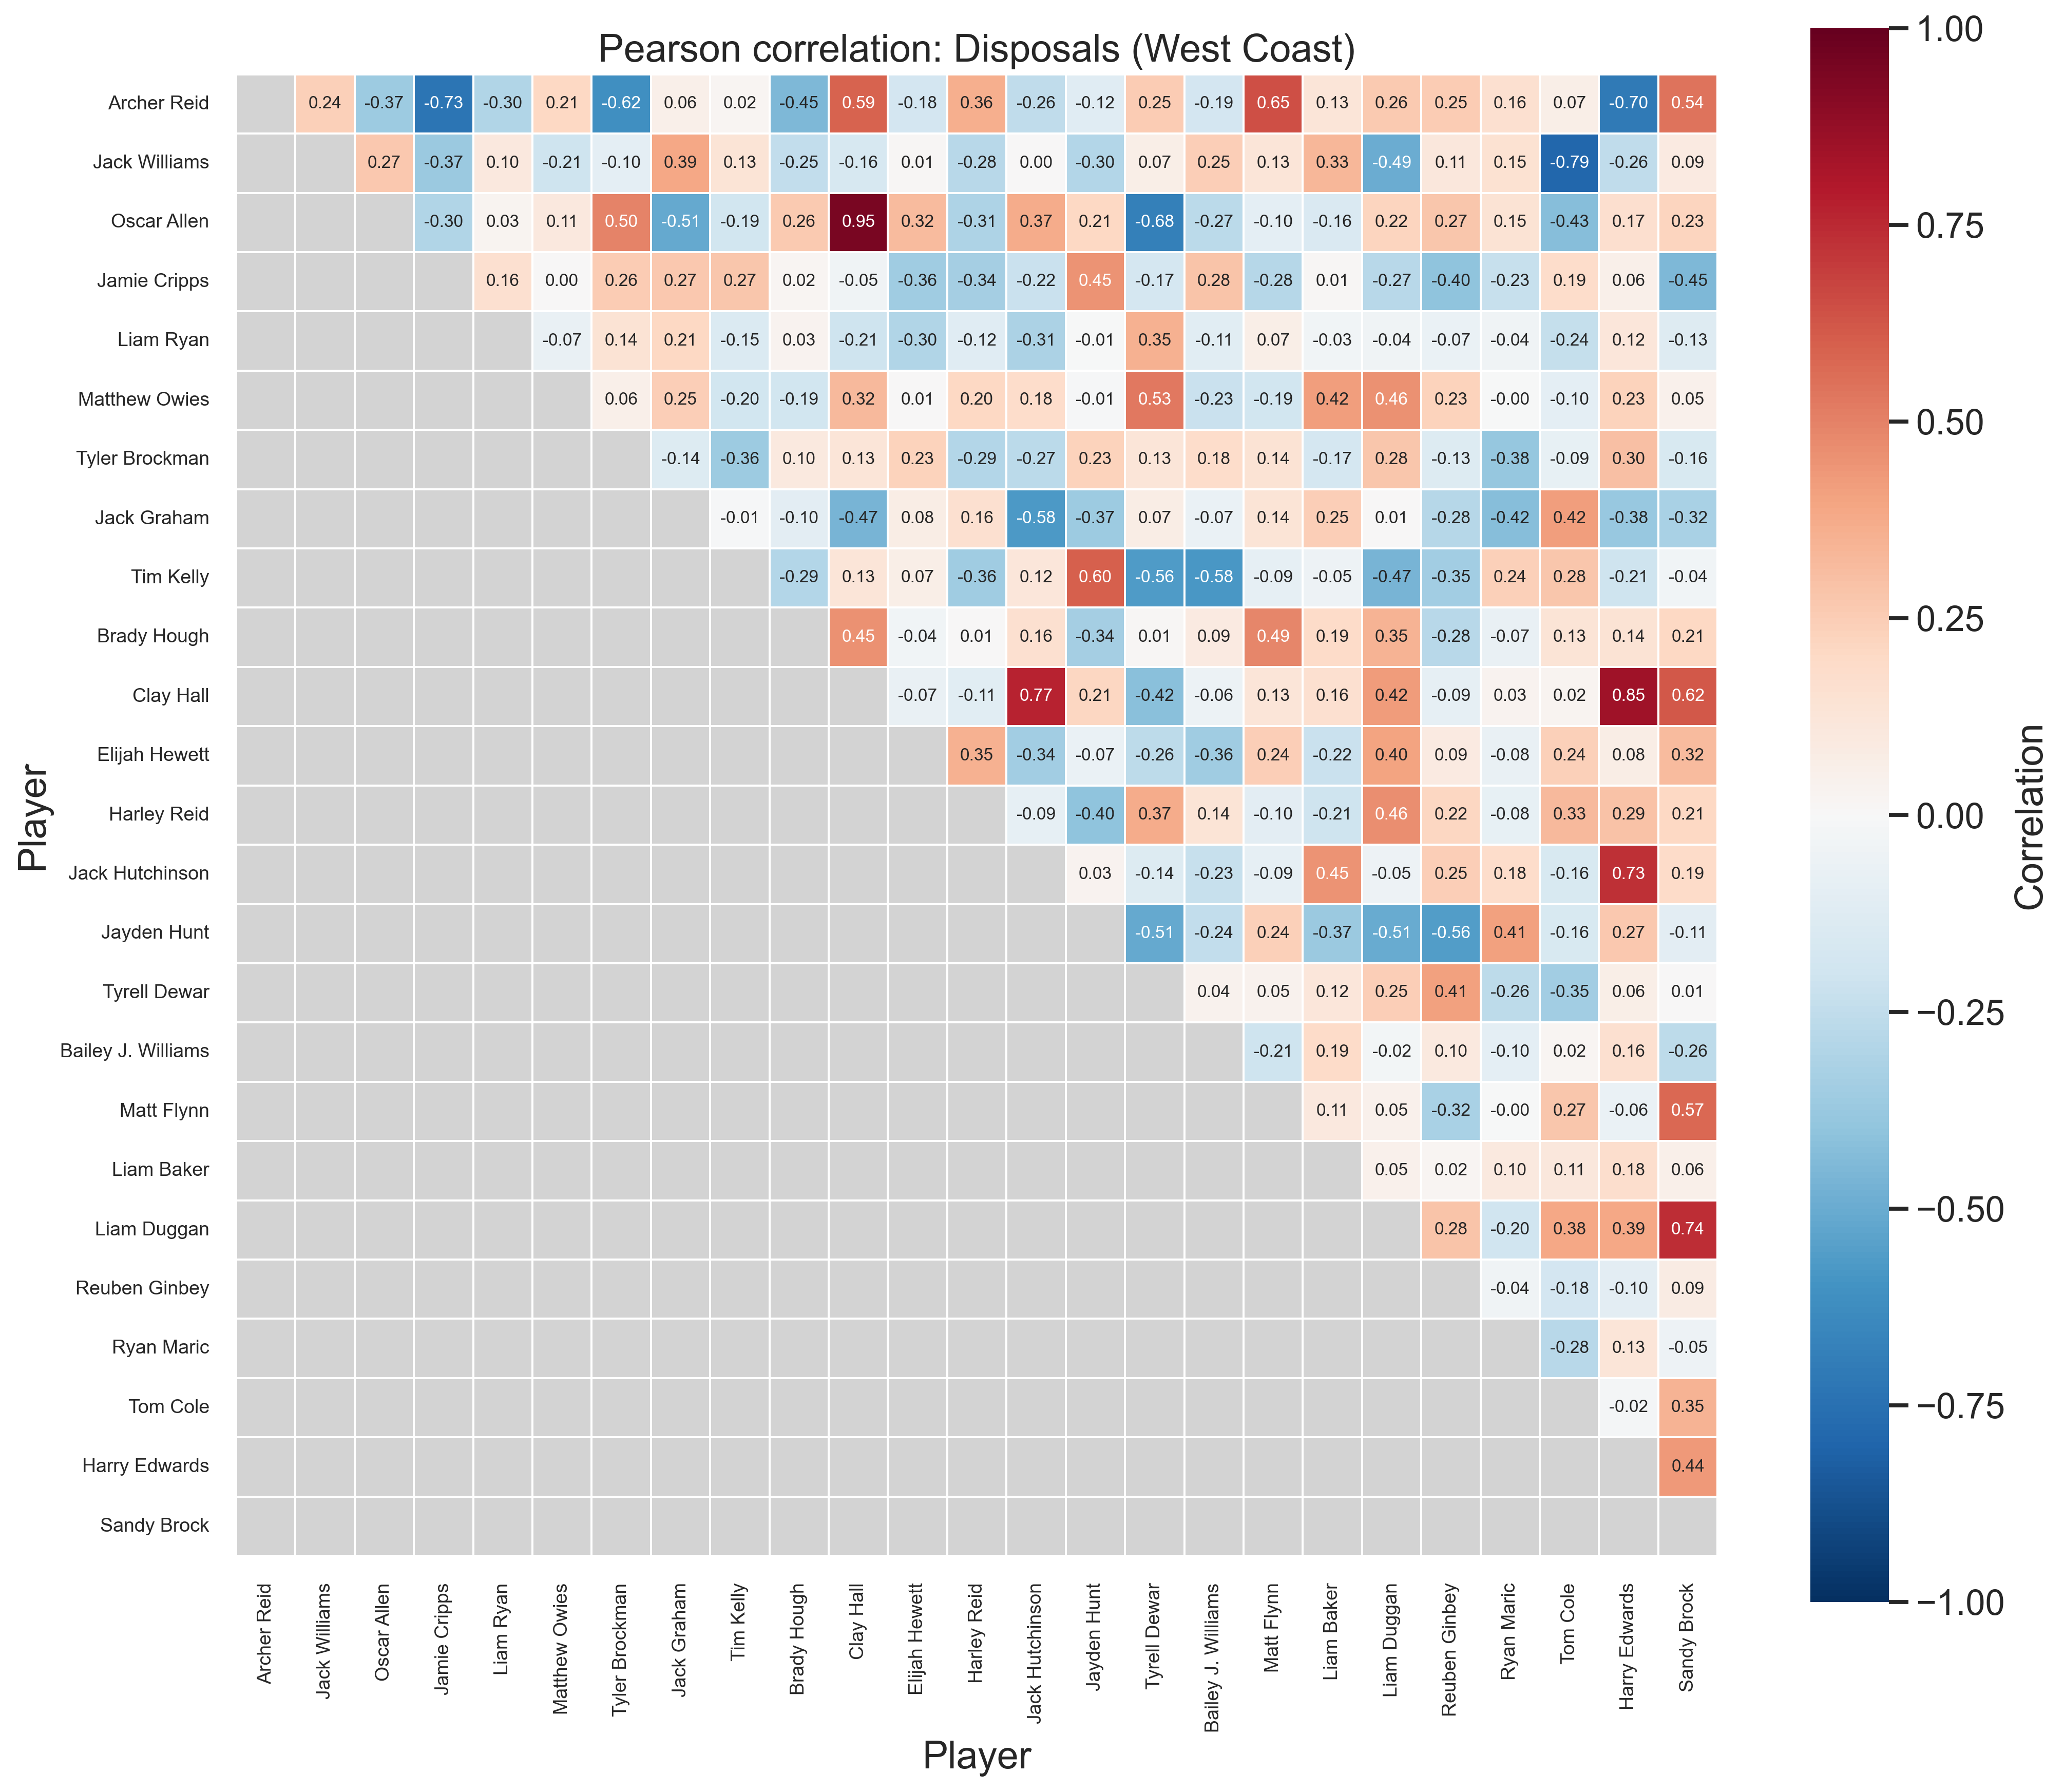 Pearson correlation: Disposals (West Coast)
Archer Reid 0.24 -0.37 -0.73 -0.30 0.21 -0.62 0.06 0.02 -0.45 0.59 -0.18 0.36 -0.26 -0.12 0.25 -0.19 0.65 0.13 0.26 0.25 0.16 0.07 -0.70 0.54
Jack Williams 0.27 -0.37 0.10 -0.21 -0.10 0.39 0.13 -0.25 -0.16 0.01 -0.28 0.00 -0.30 0.07 0.25 0.13 0.33 -0.49 0.11 0.15 -0.79 -0.26 0.09
Oscar Allen -0.30 0.03 0.11 0.50 -0.51 -0.19 0.26 0.95 0.32 -0.31 0.37 0.21 -0.68 -0.27 -0.10 -0.16 0.22 0.27 0.15 -0.43 0.17 0.23
Jamie Cripps 0.16 0.00 0.26 0.27 0.27 0.02 -0.05 -0.36 -0.34 -0.22 0.45 -0.17 0.28 -0.28 0.01 -0.27 -0.40 -0.23 0.19 0.06 -0.45
Liam Ryan -0.07 0.14 0.21 -0.15 0.03 -0.21 -0.30 -0.12 -0.31 -0.01 0.35 -0.11 0.07 -0.03 -0.04 -0.07 -0.04 -0.24 0.12 -0.13
Matthew Owies 0.06 0.25 -0.20 -0.19 0.32 0.01 0.20 0.18 -0.01 0.53 -0.23 -0.19 0.42 0.46 0.23 -0.00 -0.10 0.23 0.05
Tyler Brockman -0.14 -0.36 0.10 0.13 0.23 -0.29 -0.27 0.23 0.13 0.18 0.14 -0.17 0.28 -0.13 -0.38 -0.09 0.30 -0.16
Jack Graham -0.01 -0.10 -0.47 0.08 0.16 -0.58 -0.37 0.07 -0.07 0.14 0.25 0.01 -0.28 -0.42 0.42 -0.38 -0.32
Tim Kelly -0.29 0.13 0.07 -0.36 0.12 0.60 -0.56 -0.58 -0.09 -0.05 -0.47 -0.35 0.24 0.28 -0.21 -0.04
Brady Hough 0.45 -0.04 0.01 0.16 -0.34 0.01 0.09 0.49 0.19 0.35 -0.28 -0.07 0.13 0.14 0.21
Clay Hall -0.07 -0.11 0.77 0.21 -0.42 -0.06 0.13 0.16 0.42 -0.09 0.03 0.02 0.85 0.62
Elijah Hewett 0.35 -0.34 -0.07 -0.26 -0.36 0.24 -0.22 0.40 0.09 -0.08 0.24 0.08 0.32
Harley Reid -0.09 -0.40 0.37 0.14 -0.10 -0.21 0.46 0.22 -0.08 0.33 0.29 0.21
Jack Hutchinson 0.03 -0.14 -0.23 -0.09 0.45 -0.05 0.25 0.18 -0.16 0.73 0.19
Jayden Hunt -0.51 -0.24 0.24 -0.37 -0.51 -0.56 0.41 -0.16 0.27 -0.11
Tyrell Dewar 0.04 0.05 0.12 0.25 0.41 -0.26 -0.35 0.06 0.01
Bailey J. Williams -0.21 0.19 -0.02 0.10 -0.10 0.02 0.16 -0.26
Matt Flynn 0.11 0.05 -0.32 -0.00 0.27 -0.06 0.57
Liam Baker 0.05 0.02 0.10 0.11 0.18 0.06
Liam Duggan 0.28 -0.20 0.38 0.39 0.74
Reuben Ginbey -0.04 -0.18 -0.10 0.09
Ryan Maric -0.28 0.13 -0.05
Tom Cole -0.02 0.35
Harry Edwards 0.44
Sandy Brock
Player
Archer Reid
Jack Williams
Oscar Allen
Jamie Cripps
Liam Ryan
Matthew Owies
Tyler Brockman
Jack Graham
Tim Kelly
Brady Hough
Clay Hall
Elijah Hewett
Harley Reid
Jack Hutchinson
Jayden Hunt
Tyrell Dewar
Bailey J. Williams
Matt Flynn
Liam Baker
Liam Duggan
Reuben Ginbey
Ryan Maric
Tom Cole
Harry Edwards
Sandy Brock
Player
1.00
0.75
0.50
0.25
0.00
−0.25
−0.50
−0.75
−1.00
Correlation